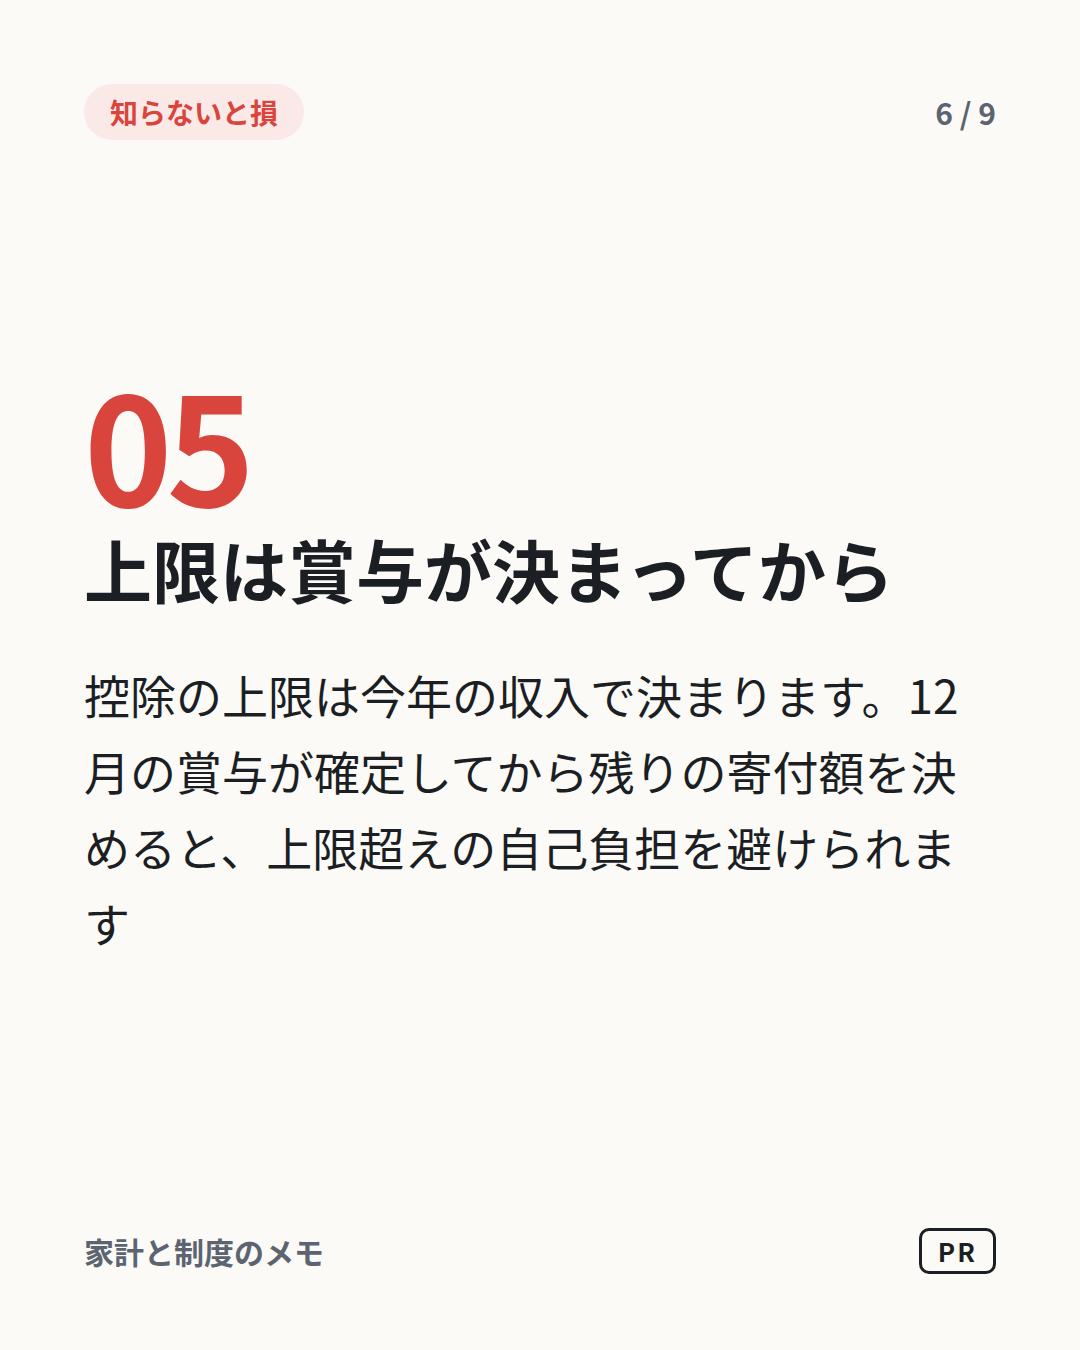 知らないと損
6 / 9
05
上限は賞与が決まってから
控除の上限は今年の収入で決まります。12
月の賞与が確定してから残りの寄付額を決
めると、上限超えの自己負担を避けられま
す
家計と制度のメモ
PR